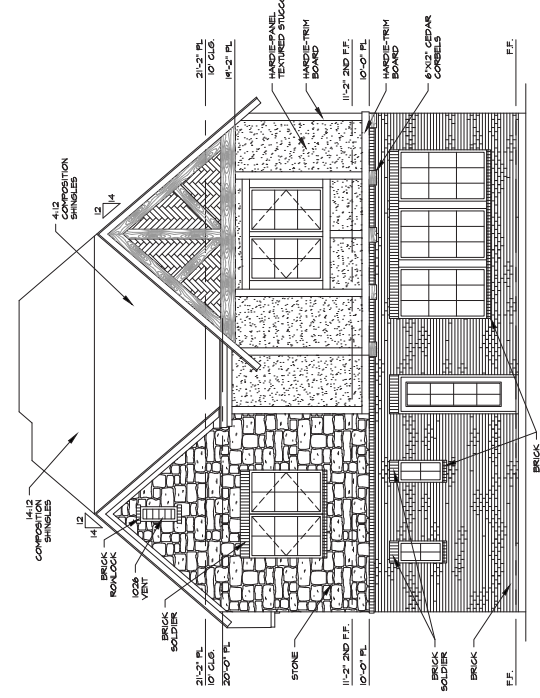 14:12
COMPOSITION
SHINGLES
12
14
BRICK
ROWLOCK
1026
VENT
BRICK
SOLDIER
STONE
21'-2" PL
10' CLG.
20'-0" PL
11'-2" 2ND F.F.
10'-0" PL
BRICK
SOLDIER
BRICK
F.F.
BRICK
4:12
COMPOSITION
SHINGLES
12
14
21'-2" PL
10' CLG.
19'-2" PL
HARDIE-PANEL
TEXTURED STUCCO
HARDIE-TRIM
BOARD
11'-2" 2ND F.F.
10'-0" PL
HARDIE-TRIM
BOARD
6"X12" CEDAR
CORBELS
F.F.